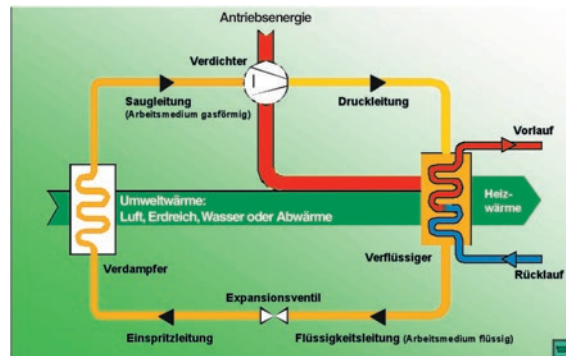 Antriebsenergie
Verdichter
Saugleitung
(Arbeitsmedium gasförmig)
Druckleitung
Vorlauf
Umweltwärme:
Luft, Erdreich, Wasser oder Abwärme
Heiz-
wärme
Verdampfer
Verflüssiger
Rücklauf
Expansionsventil
Einspritzleitung
Flüssigkeitsleitung (Arbeitsmedium flüssig)